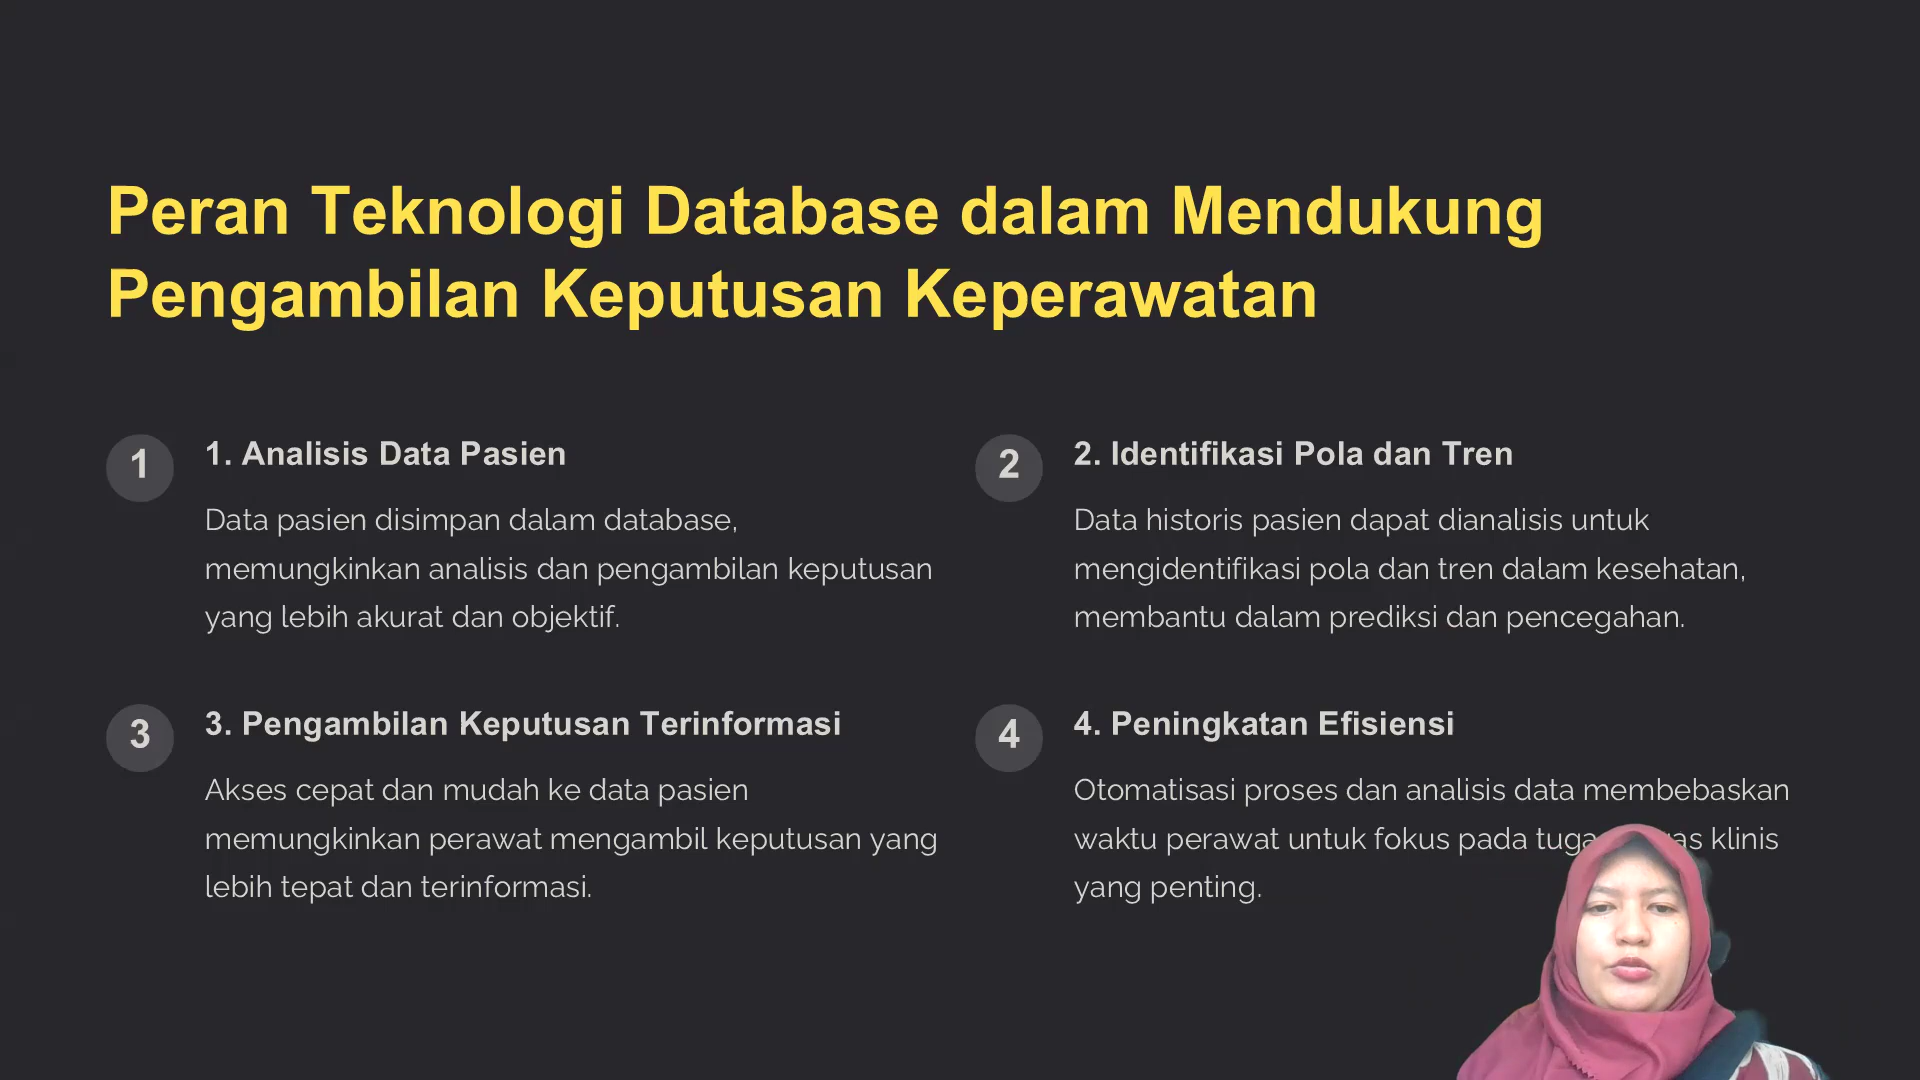 Peran Teknologi Database dalam Mendukung
Pengambilan Keputusan Keperawatan
1
1. Analisis Data Pasien
Data pasien disimpan dalam database,
memungkinkan analisis dan pengambilan keputusan
yang lebih akurat dan objektif.
2
2. Identifikasi Pola dan Tren
Data historis pasien dapat dianalisis untuk
mengidentifikasi pola dan tren dalam kesehatan,
membantu dalam prediksi dan pencegahan.
3
3. Pengambilan Keputusan Terinformasi
Akses cepat dan mudah ke data pasien
memungkinkan perawat mengambil keputusan yang
lebih tepat dan terinformasi.
4
4. Peningkatan Efisiensi
Otomatisasi proses dan analisis data membebaskan
waktu perawat untuk fokus pada klinis
yang penting.